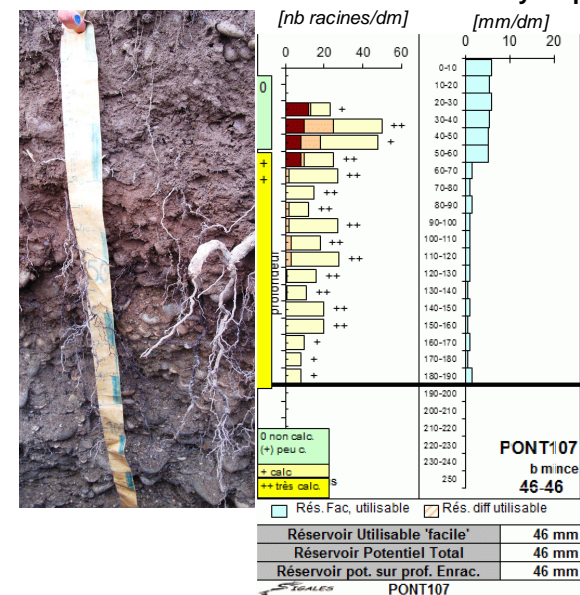 [nb racines/dm]
[mm/dm]
0 20 40 60
0 10 20
0
+
+
profondeur
+
++
+
++
++
++
++
++
++
++
++
++
++
++
+
+
+
0-10
10-20
20-30
30-40
40-50
50-60
60-70
70-80
80-90
90-100
100-110
110-120
120-130
130-140
140-150
150-160
160-170
170-180
180-190
190-200
200-210
210-220
220-230
230-240
250
0 non calc.
(+) peu c.
+ calc
++ très calc.
s
PONT107
b mince
46-46
Rés. Fac, utilisable
Rés. diff utilisable
Réservoir Utilisable 'facile' 46 mm
Réservoir Potentiel Total 46 mm
Réservoir pot. sur prof. Enrac. 46 mm
SIGALES PONT107